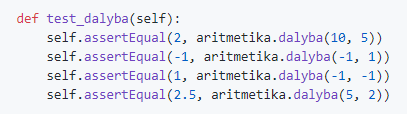 def test_dalyba(self):
    self.assertEqual(2, aritmetika.dalyba(10, 5))
    self.assertEqual(-1, aritmetika.dalyba(-1, 1))
    self.assertEqual(1, aritmetika.dalyba(-1, -1))
    self.assertEqual(2.5, aritmetika.dalyba(5, 2))